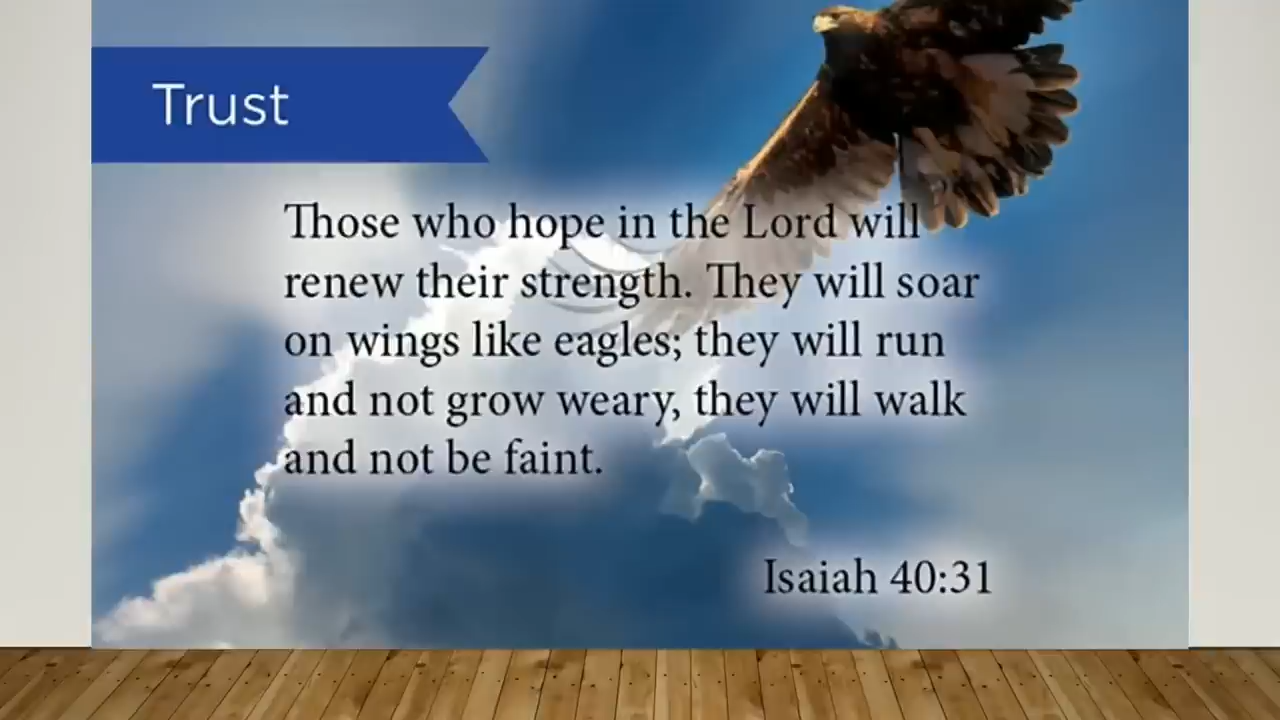 Trust
Those who hope in the Lord will
renew their strength. They will soar
on wings like eagles; they will run
and not grow weary, they will walk
and not be faint.
Isaiah 40:31